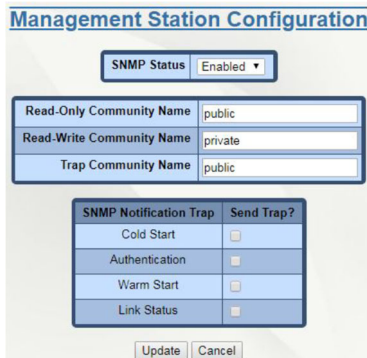 Management Station Configuration
SNMP Status Enabled
Read-Only Community Name public
Read-Write Community Name private
Trap Community Name public
SNMP Notification Trap Send Trap?
Cold Start
Authentication
Warm Start
Link Status
Update Cancel